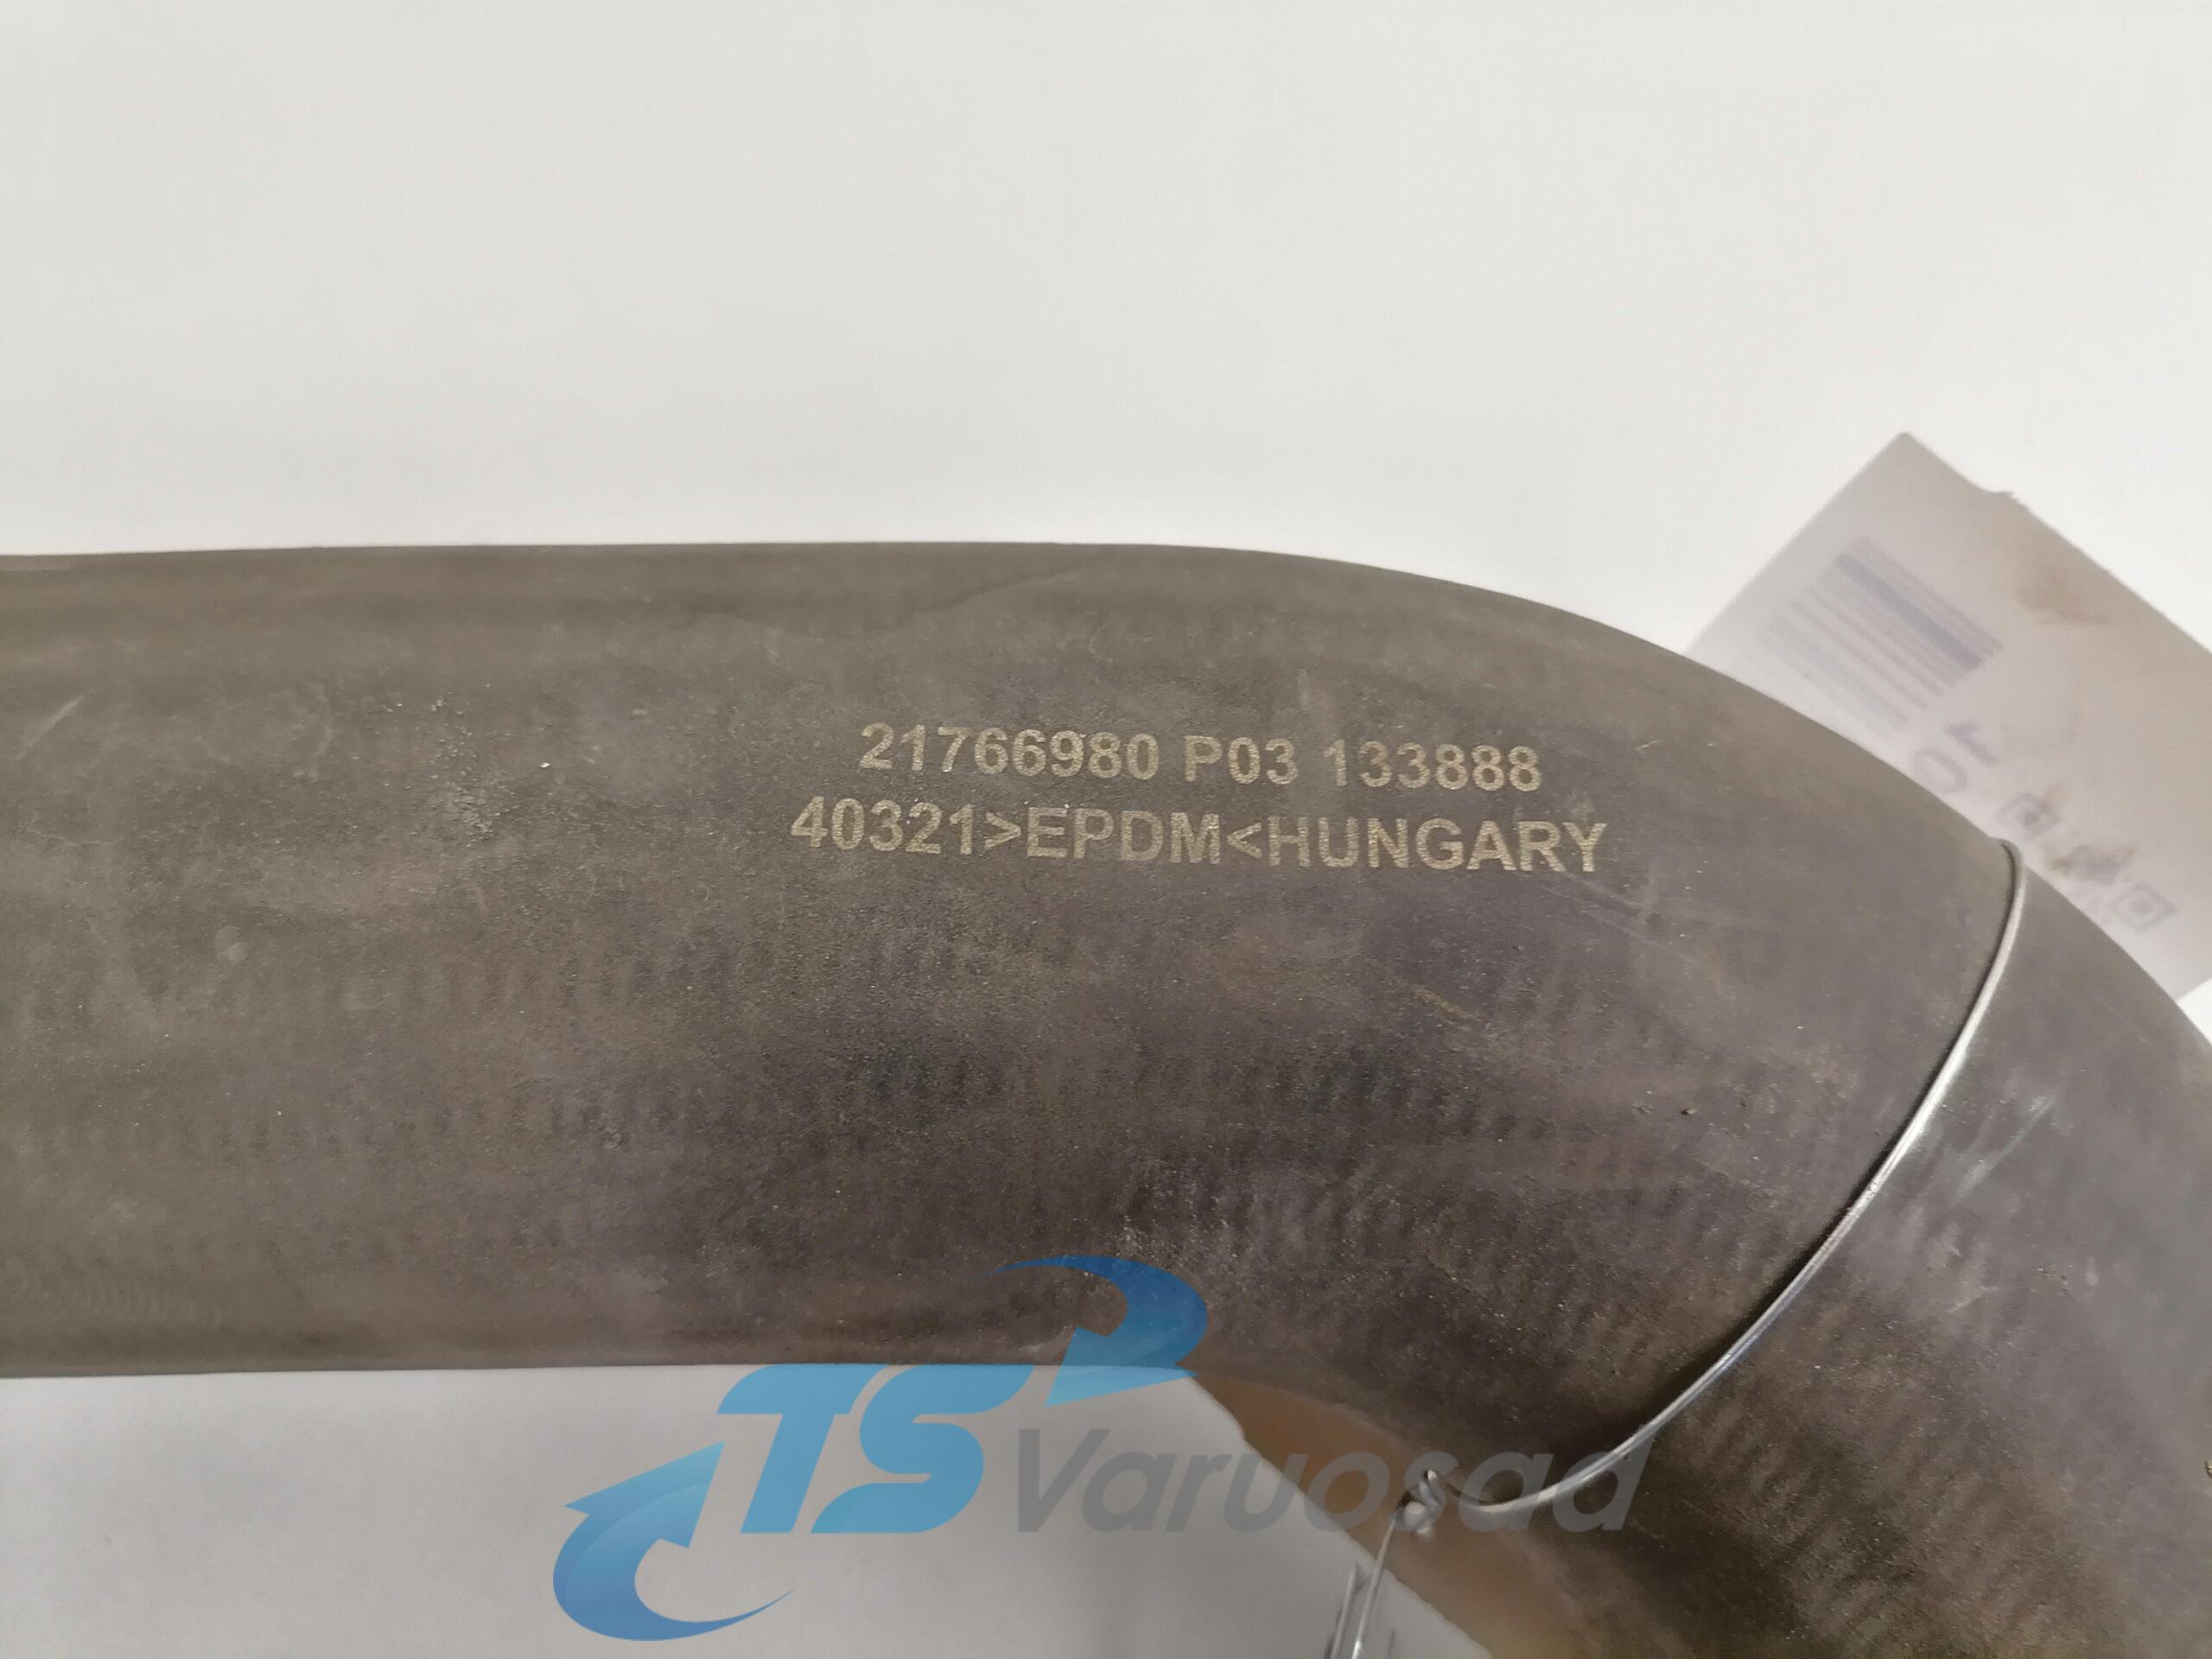 21766980 P03 133888
40321>EPDM<HUNGARY
TS
Varuosad